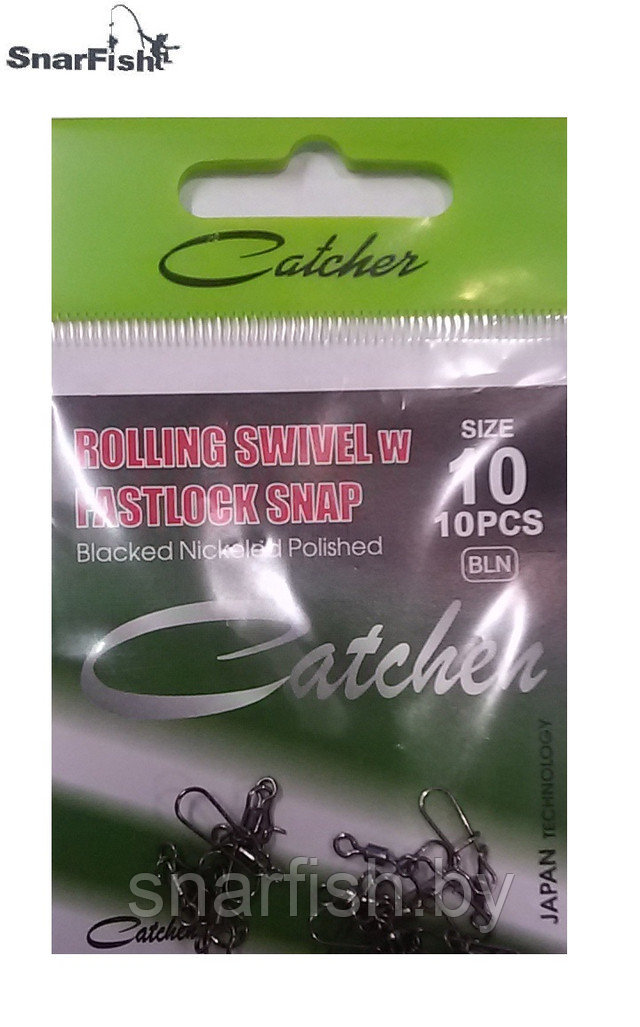 SnarFish
Catcher
ROLLING SWIVEL w
FASTLOCK SNAP
Blacked Nickeled Polished
SIZE
10
10PCS
BLN
Catcher
JAPAN TECHNOLOGY
snarfish.by
Catcher